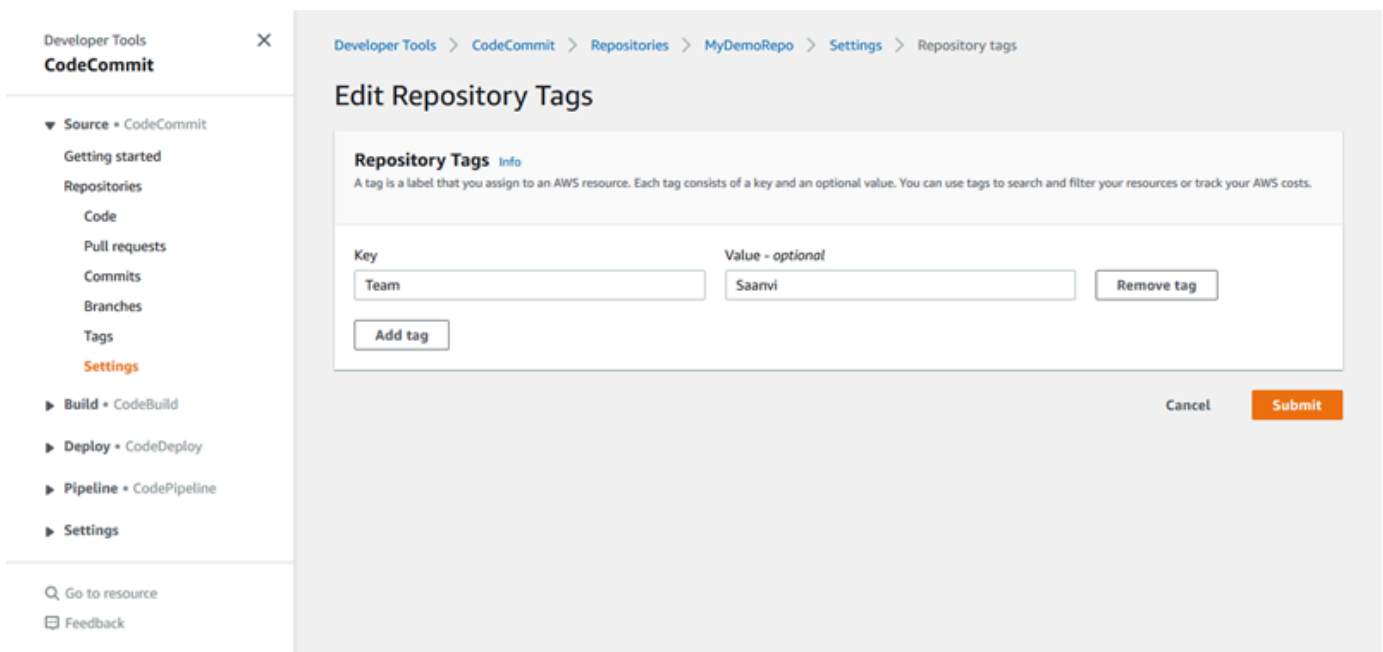 Developer Tools
CodeCommit
Source • CodeCommit
Getting started
Repositories
Code
Pull requests
Commits
Branches
Tags
Settings
Build • CodeBuild
Deploy • CodeDeploy
Pipeline • CodePipeline
Settings
Go to resource
Feedback
Developer Tools > CodeCommit > Repositories > MyDemoRepo > Settings > Repository tags
Edit Repository Tags
Repository Tags Info
A tag is a label that you assign to an AWS resource. Each tag consists of a key and an optional value. You can use tags to search and filter your resources or track your AWS costs.
Key Value - optional
Team Saanvi Remove tag
Add tag
Cancel Submit